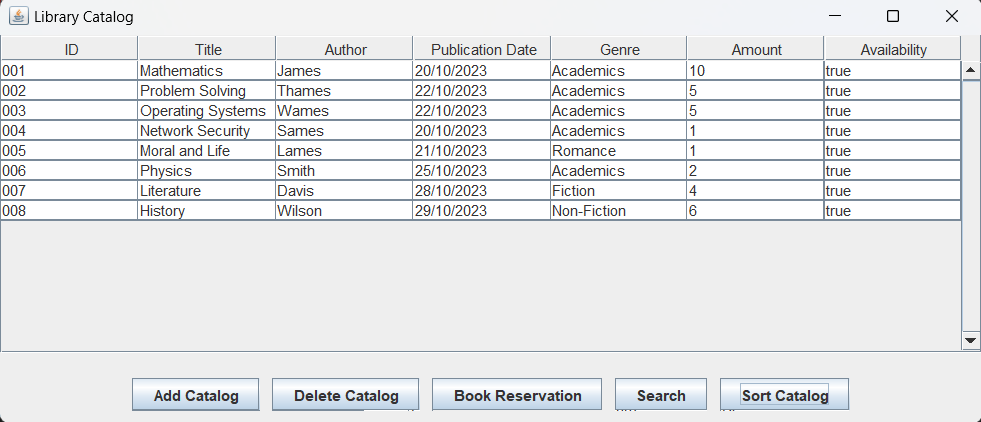 Library Catalog
ID Title Author Publication Date Genre Amount Availability
001 Mathematics James 20/10/2023 Academics 10 true
002 Problem Solving Thames 22/10/2023 Academics 5 true
003 Operating Systems Wames 22/10/2023 Academics 5 true
004 Network Security Sames 20/10/2023 Academics 1 true
005 Moral and Life Lames 21/10/2023 Romance 1 true
006 Physics Smith 25/10/2023 Academics 2 true
007 Literature Davis 28/10/2023 Fiction 4 true
008 History Wilson 29/10/2023 Non-Fiction 6 true
Add Catalog Delete Catalog Book Reservation Search Sort Catalog